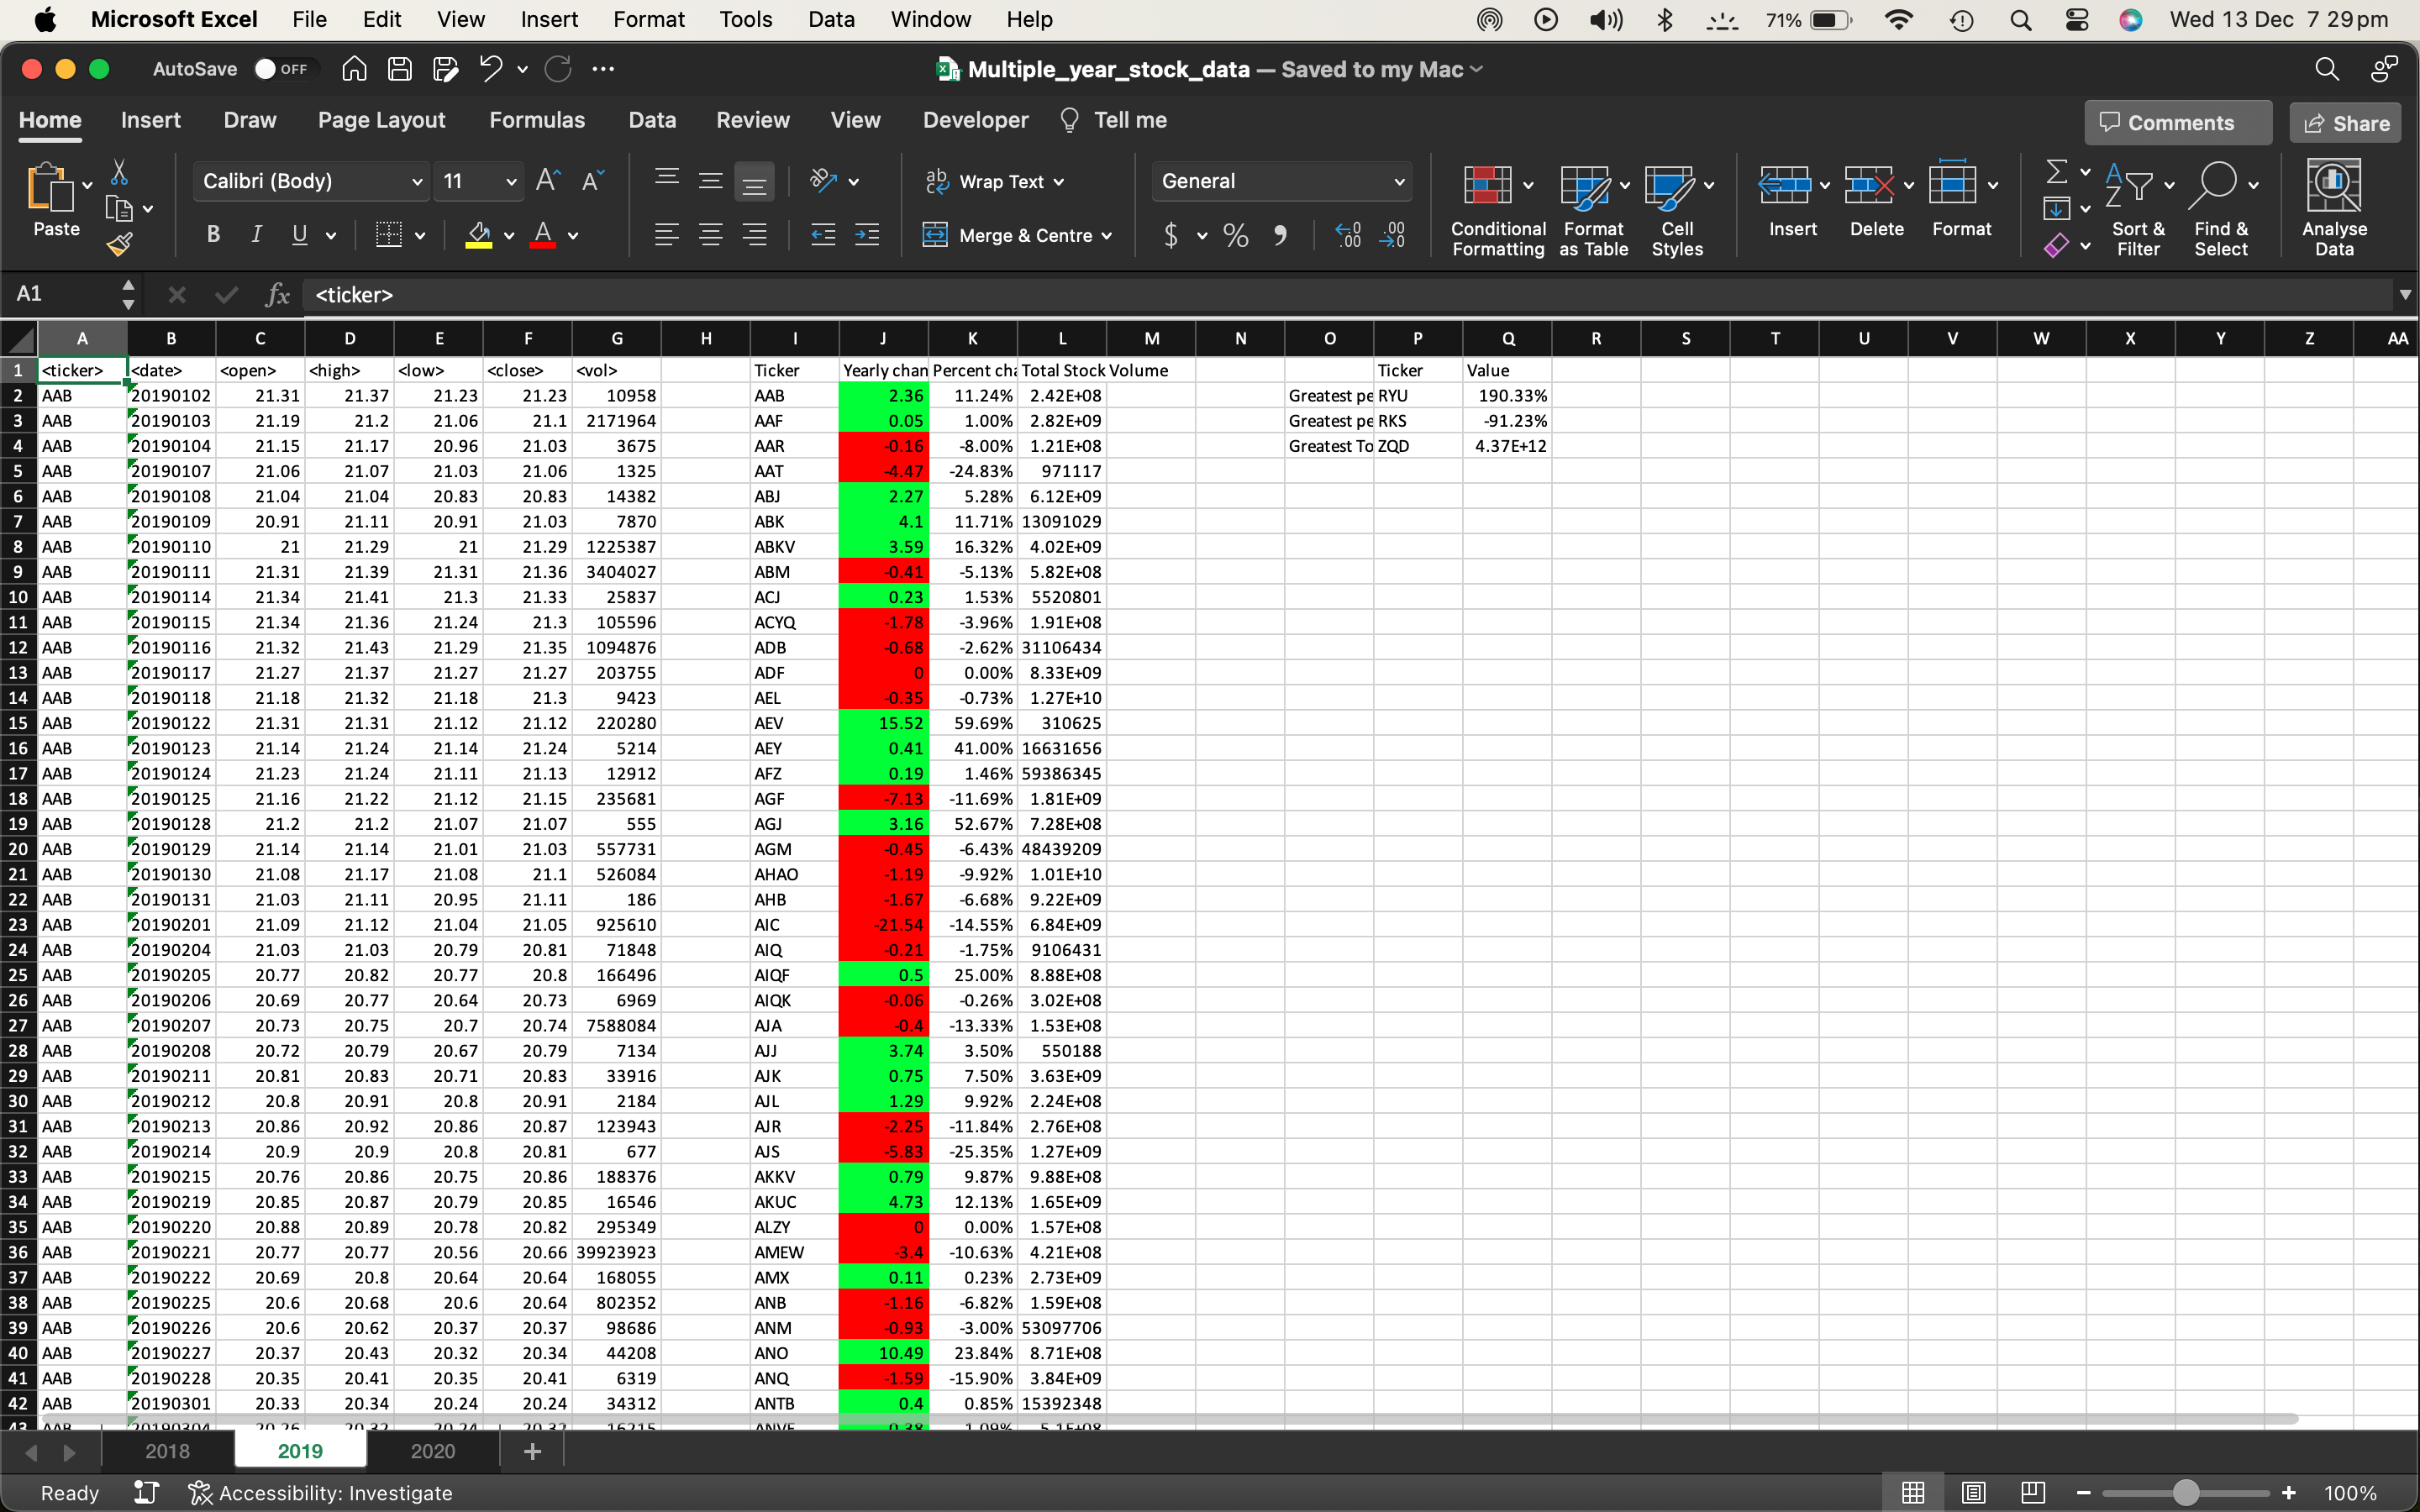 Microsoft Excel File Edit View Insert Format Tools Data Window Help 71% Wed 13 Dec 7 29 pm
AutoSave OFF Multiple_year_stock_data — Saved to my Mac
Home Insert Draw Page Layout Formulas Data Review View Developer Tell me Comments Share
Calibri (Body) 11 Wrap Text General
Paste B I U Merge & Centre $ % Conditional Formatting Format as Table Cell Styles Insert Delete Format Sort & Filter Find & Select Analyse Data
A1 fx <ticker>
A B C D E F G H I J K L M N O P Q R S T U V W X Y Z AA
1 <ticker> <date> <open> <high> <low> <close> <vol> Ticker Yearly chan Percent cha Total Stock Volume Ticker Value
2 AAB 20190102 21.31 21.37 21.23 21.23 10958 AAB 2.36 11.24% 2.42E+08 Greatest pe RYU 190.33%
3 AAB 20190103 21.19 21.2 21.06 21.1 2171964 AAF 0.05 1.00% 2.82E+09 Greatest pe RKS -91.23%
4 AAB 20190104 21.15 21.17 20.96 21.03 3675 AAR -0.16 -8.00% 1.21E+08 Greatest To ZQD 4.37E+12
5 AAB 20190107 21.06 21.07 21.03 21.06 1325 AAT -4.47 -24.83% 971117
6 AAB 20190108 21.04 21.04 20.83 20.83 14382 ABJ 2.27 5.28% 6.12E+09
7 AAB 20190109 20.91 21.11 20.91 21.03 7870 ABK 4.1 11.71% 13091029
8 AAB 20190110 21 21.29 21 21.29 1225387 ABKV 3.59 16.32% 4.02E+09
9 AAB 20190111 21.31 21.39 21.31 21.36 3404027 ABM -0.41 -5.13% 5.82E+08
10 AAB 20190114 21.34 21.41 21.3 21.33 25837 ACJ 0.23 1.53% 5520801
11 AAB 20190115 21.34 21.36 21.24 21.3 105596 ACYQ -1.78 -3.96% 1.91E+08
12 AAB 20190116 21.32 21.43 21.29 21.35 1094876 ADB -0.68 -2.62% 31106434
13 AAB 20190117 21.27 21.37 21.27 21.27 203755 ADF 0 0.00% 8.33E+09
14 AAB 20190118 21.18 21.32 21.18 21.3 9423 AEL -0.35 -0.73% 1.27E+10
15 AAB 20190122 21.31 21.31 21.12 21.12 220280 AEV 15.52 59.69% 310625
16 AAB 20190123 21.14 21.24 21.14 21.24 5214 AEY 0.41 41.00% 16631656
17 AAB 20190124 21.23 21.24 21.11 21.13 12912 AFZ 0.19 1.46% 59386345
18 AAB 20190125 21.16 21.22 21.12 21.15 235681 AGF -7.13 -11.69% 1.81E+09
19 AAB 20190128 21.2 21.2 21.07 21.07 555 AGJ 3.16 52.67% 7.28E+08
20 AAB 20190129 21.14 21.14 21.01 21.03 557731 AGM -0.45 -6.43% 48439209
21 AAB 20190130 21.08 21.17 21.08 21.1 526084 AHAO -1.19 -9.92% 1.01E+10
22 AAB 20190131 21.03 21.11 20.95 21.11 186 AHB -1.67 -6.68% 9.22E+09
23 AAB 20190201 21.09 21.12 21.04 21.05 925610 AIC -21.54 -14.55% 6.84E+09
24 AAB 20190204 21.03 21.03 20.79 20.81 71848 AIQ -0.21 -1.75% 9106431
25 AAB 20190205 20.77 20.82 20.77 20.8 166496 AIQF 0.5 25.00% 8.88E+08
26 AAB 20190206 20.69 20.77 20.64 20.73 6969 AIQK -0.06 -0.26% 3.02E+08
27 AAB 20190207 20.73 20.75 20.7 20.74 7588084 AJA -0.4 -13.33% 1.53E+08
28 AAB 20190208 20.72 20.79 20.67 20.79 7134 AJJ 3.74 3.50% 550188
29 AAB 20190211 20.81 20.83 20.71 20.83 33916 AJK 0.75 7.50% 3.63E+09
30 AAB 20190212 20.8 20.91 20.8 20.91 2184 AJL 1.29 9.92% 2.24E+08
31 AAB 20190213 20.86 20.92 20.86 20.87 123943 AJR -2.25 -11.84% 2.76E+08
32 AAB 20190214 20.9 20.9 20.8 20.81 677 AJS -5.83 -25.35% 1.27E+09
33 AAB 20190215 20.76 20.86 20.75 20.86 188376 AKKV 0.79 9.87% 9.88E+08
34 AAB 20190219 20.85 20.87 20.79 20.85 16546 AKUC 4.73 12.13% 1.65E+09
35 AAB 20190220 20.88 20.89 20.78 20.82 295349 ALZY 0 0.00% 1.57E+08
36 AAB 20190221 20.77 20.77 20.56 20.66 39923923 AMEW -3.4 -10.63% 4.21E+08
37 AAB 20190222 20.69 20.8 20.64 20.64 168055 AMX 0.11 0.23% 2.73E+09
38 AAB 20190225 20.6 20.68 20.6 20.64 802352 ANB -1.16 -6.82% 1.59E+08
39 AAB 20190226 20.6 20.62 20.37 20.37 98686 ANM -0.93 -3.00% 53097706
40 AAB 20190227 20.37 20.43 20.32 20.34 44208 ANO 10.49 23.84% 8.71E+08
41 AAB 20190228 20.35 20.41 20.35 20.41 6319 ANQ -1.59 -15.90% 3.84E+09
42 AAB 20190301 20.33 20.34 20.24 20.24 34312 ANTB 0.4 0.85% 15392348
2018 2019 2020 +
Ready Accessibility: Investigate 100%